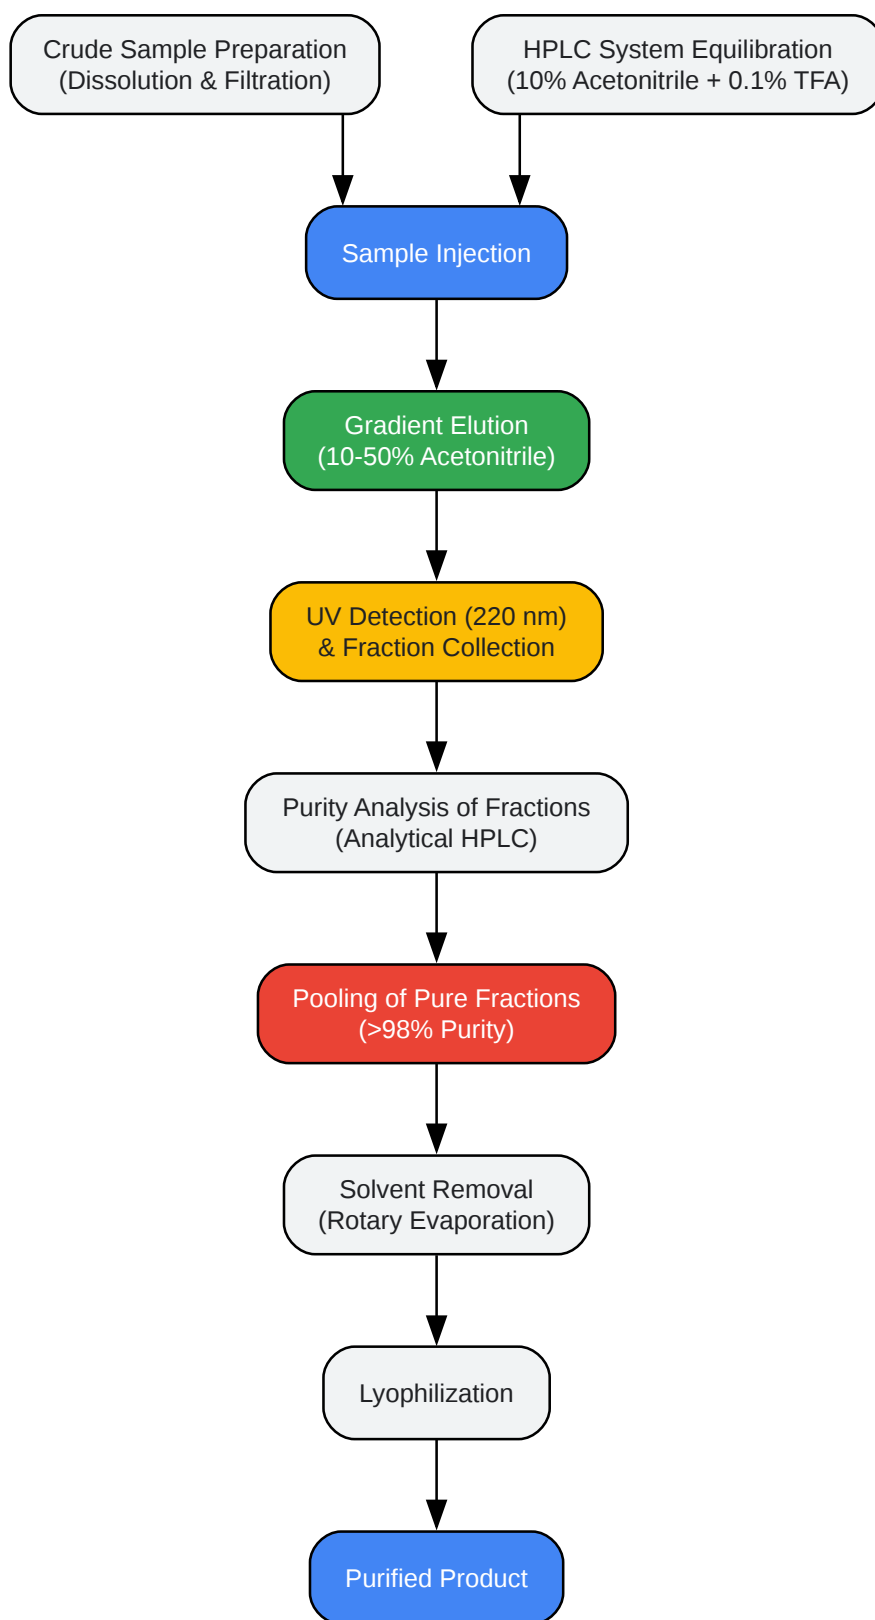 Crude Sample Preparation
(Dissolution & Filtration)
HPLC System Equilibration
(10% Acetonitrile + 0.1% TFA)
Sample Injection
Gradient Elution
(10-50% Acetonitrile)
UV Detection (220 nm)
& Fraction Collection
Purity Analysis of Fractions
(Analytical HPLC)
Pooling of Pure Fractions
(>98% Purity)
Solvent Removal
(Rotary Evaporation)
Lyophilization
Purified Product